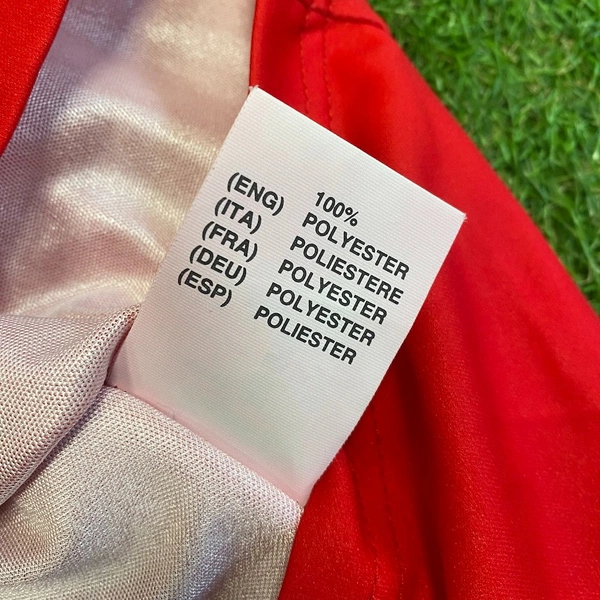 100%
(ENG) POLYESTER
(ITA) POLIESTERE
(FRA) POLYESTER
(DEU) POLYESTER
(ESP) POLIESTER